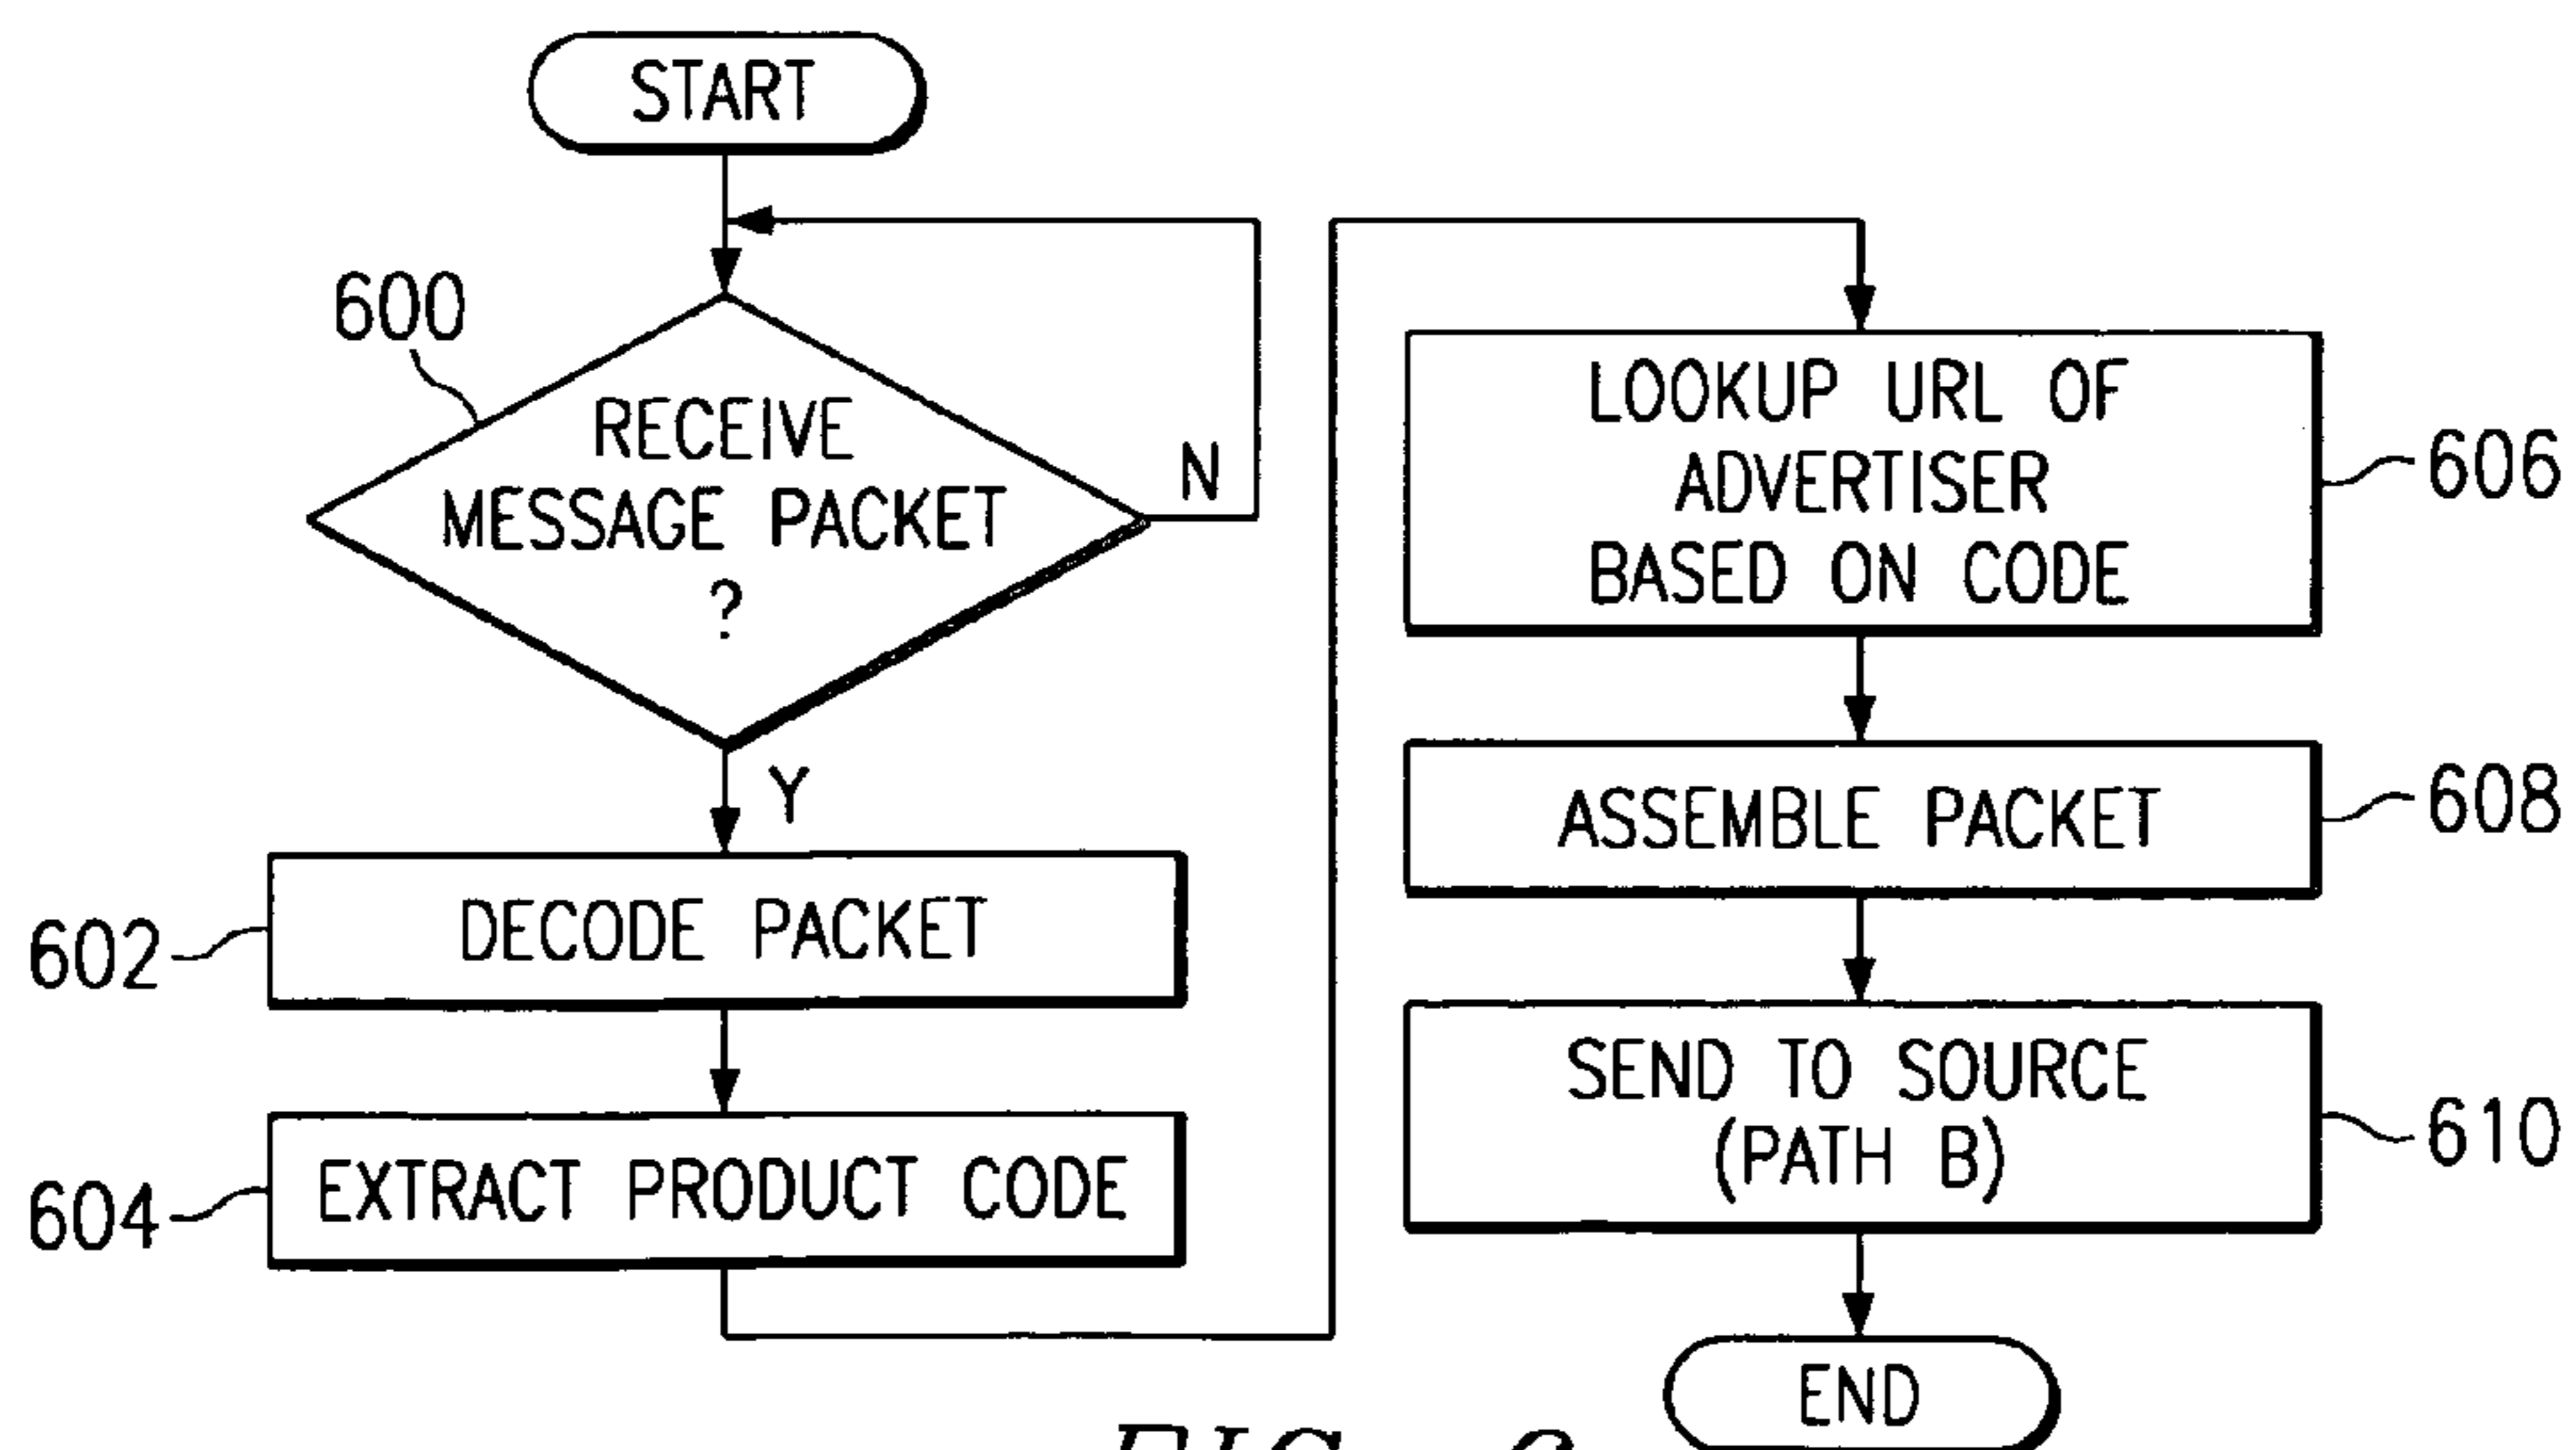 START
600
RECEIVE
MESSAGE PACKET
?
N
Y
602
DECODE PACKET
604
EXTRACT PRODUCT CODE
LOOKUP URL OF
ADVERTISER
BASED ON CODE
606
ASSEMBLE PACKET
608
SEND TO SOURCE
(PATH B)
610
END